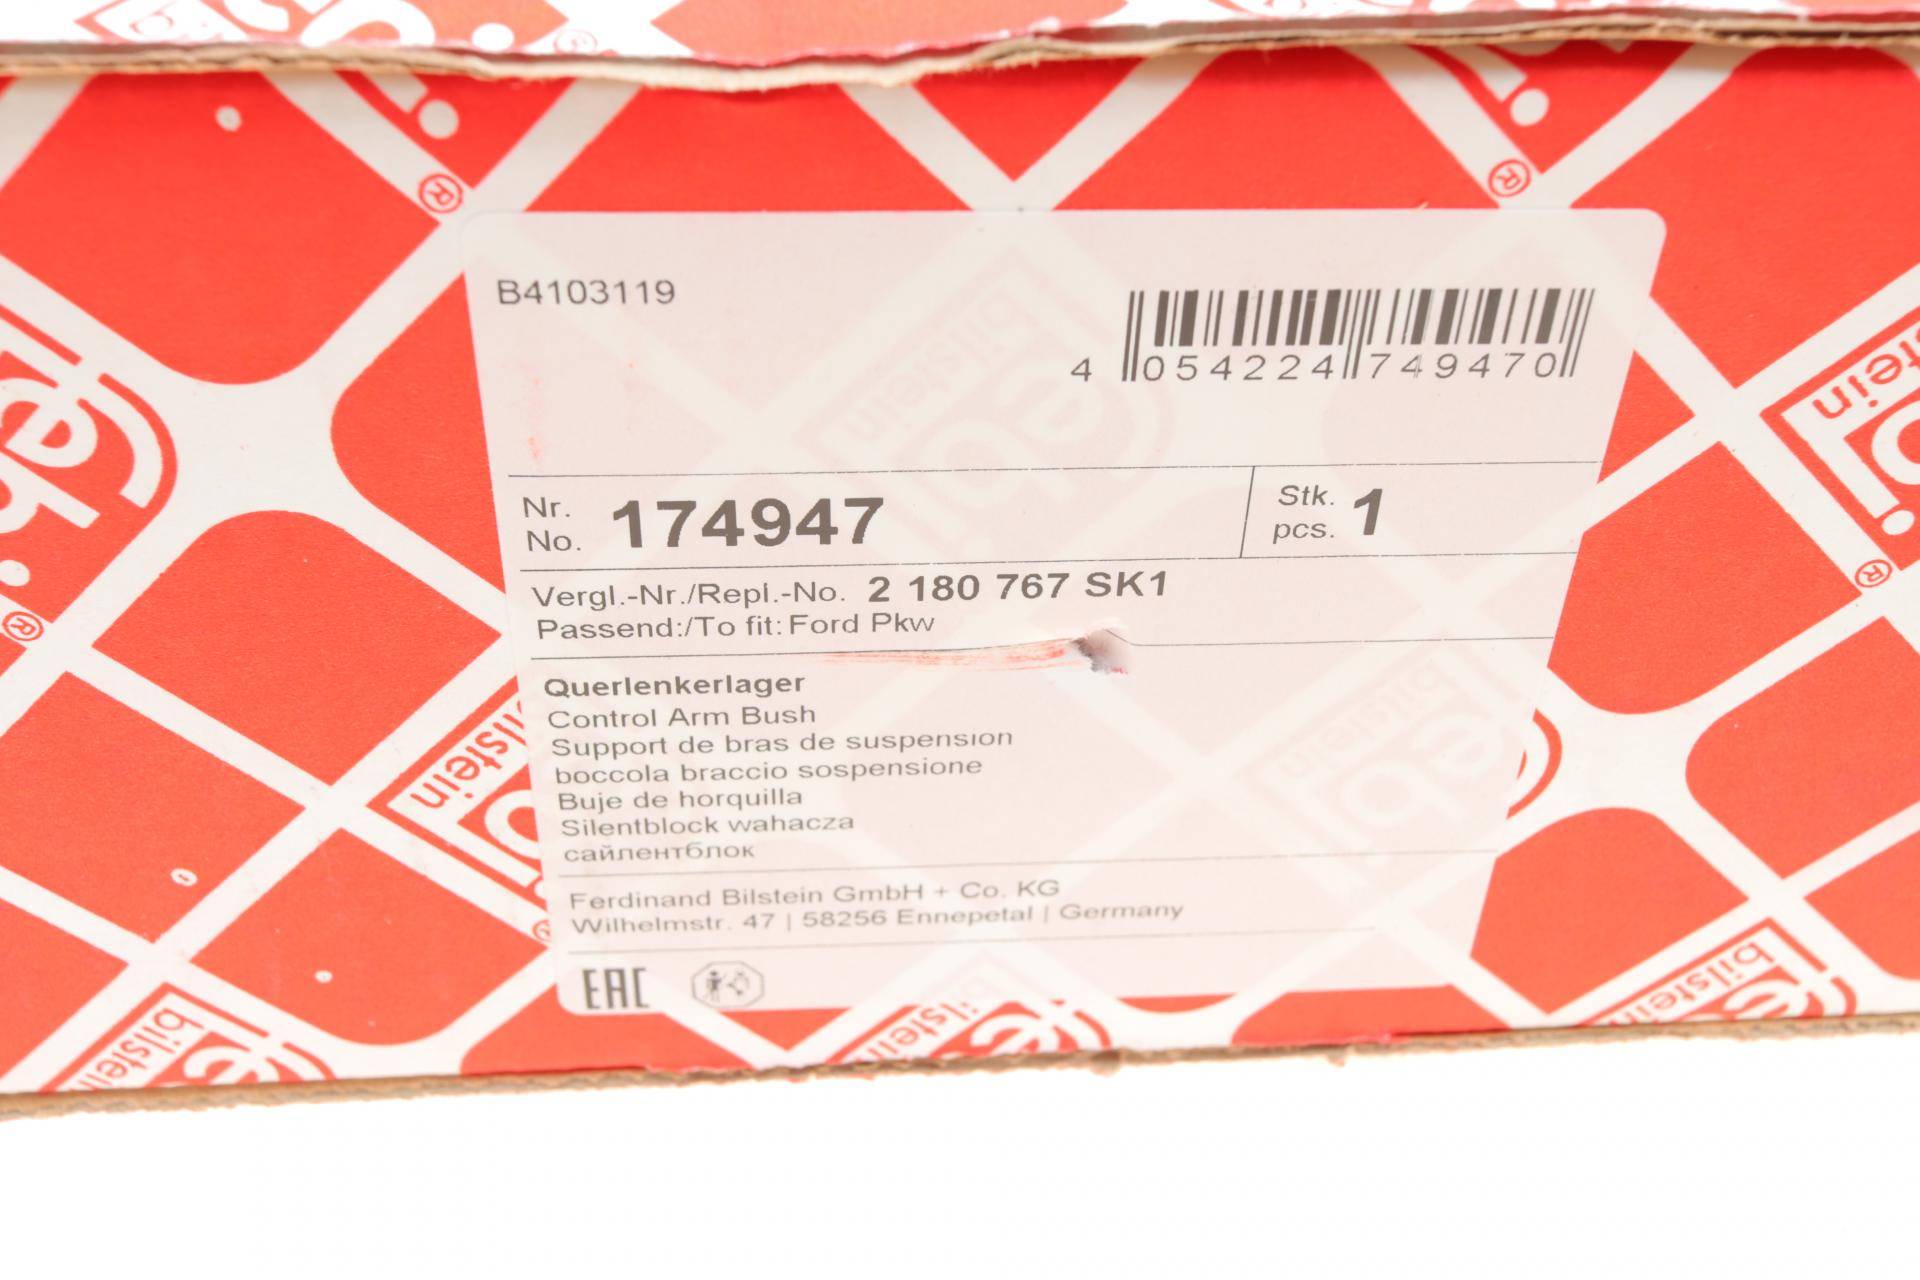 B4103119
4 054224 749470
Nr.
No. 174947
Stk.
pcs. 1
Vergl.-Nr./Repl.-No. 2 180 767 SK1
Passend:/To fit: Ford Pkw
Querlenkerlager
Control Arm Bush
Support de bras de suspension
boccola braccio sospensione
Buje de horquilla
Silentblock wahacza
сайлентблок
Ferdinand Bilstein GmbH + Co. KG
Wilhelmstr. 47 | 58256 Ennepetal | Germany
EAC
febi
bilstein
®